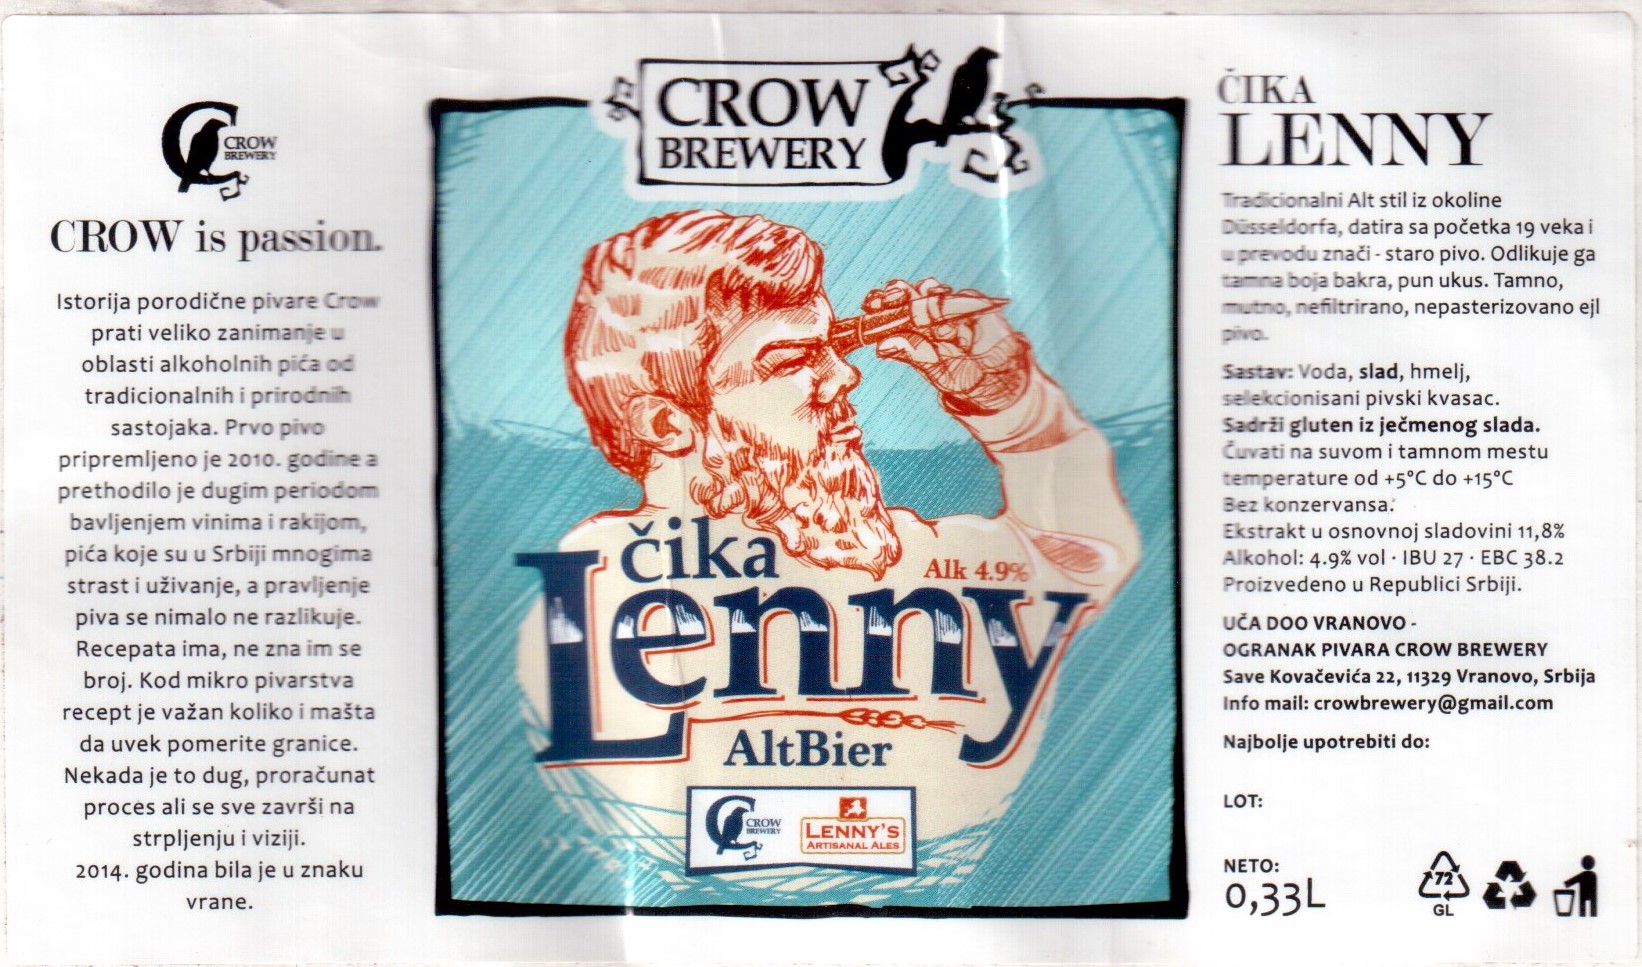 CROW
BREWERY
CROW is passion.
Istorija porodične pivare Crow
prati veliko zanimanje u
oblasti alkoholnih pića od
tradicionalnih i prirodnih
sastojaka. Prvo pivo
pripremljeno je 2010. godine a
prethodilo je dugim periodom
bavljenjem vinima i rakijom,
pića koje su u Srbiji mnogima
strast i uživanje, a pravljenje
piva se nimalo ne razlikuje.
Recepata ima, ne zna im se
broj. Kod mikro pivarstva
recept je važan koliko i mašta
da uvek pomerite granice.
Nekada je to dug, proračunat
proces ali se sve završi na
strpljenju i viziji.
2014. godina bila je u znaku
vrane.
CROW
BREWERY
čika
Alk 4.9%
Lenny
AltBier
CROW
BREWERY
LENNY'S
ARTISANAL ALES
ČIKA
LENNY
Tradicionalni Alt stil iz okoline
Düsseldorfa, datira sa početka 19 veka i
u prevodu znači - staro pivo. Odlikuje ga
tamna boja bakra, pun ukus. Tamno,
mutno, nefiltrirano, nepasterizovano ejl
pivo.
Sastav: Voda, slad, hmelj,
selekcionisani pivski kvasac.
Sadrži gluten iz ječmenog slada.
Čuvati na suvom i tamnom mestu
temperature od +5°C do +15°C
Bez konzervansa.
Ekstrakt u osnovnoj sladovini 11,8%
Alkohol: 4.9% vol · IBU 27 · EBC 38.2
Proizvedeno u Republici Srbiji.
UČA DOO VRANOVO -
OGRANAK PIVARA CROW BREWERY
Save Kovačevića 22, 11329 Vranovo, Srbija
Info mail: crowbrewery@gmail.com
Najbolje upotrebiti do:
LOT:
NETO:
0,33L
72
GL